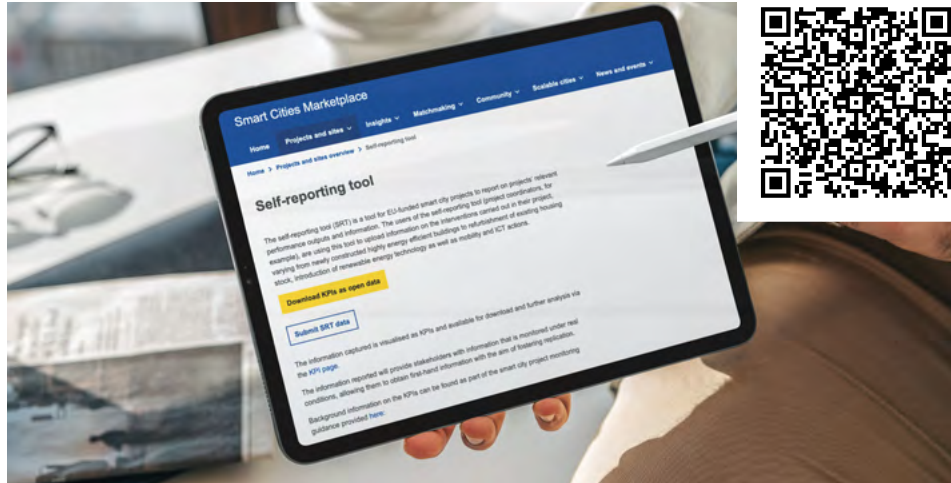 Smart Cities Marketplace
Home Projects and sites Insights Matchmaking Community Scalable cities News and events
Home > Projects and sites overview > Self-reporting tool
Self-reporting tool
The self-reporting tool (SRT) is a tool for EU-funded smart city projects to report on projects' relevant
performance outputs and information. The users of the self-reporting tool (project coordinators, for
example), are using this tool to upload information on the interventions carried out in their project,
varying from newly constructed highly energy efficient buildings to refurbishment of existing housing
stock, introduction of renewable energy technology as well as mobility and ICT actions.
Download KPIs as open data
Submit SRT data
The information captured is visualised as KPIs and available for download and further analysis via
the KPI page.
The information reported will provide stakeholders with information that is monitored under real
conditions, allowing them to obtain first-hand information with the aim of fostering replication.
Background information on the KPIs can be found as part of the smart city project monitoring
guidance provided here: